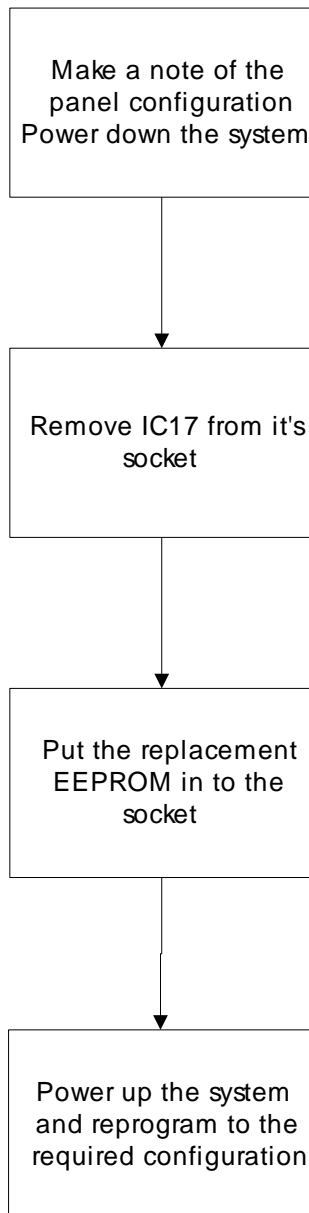 Make a note of the
panel configuration
Power down the system
Remove IC17 from it's
socket
Put the replacement
EEPROM in to the
socket
Power up the system
and reprogram to the
required configuration